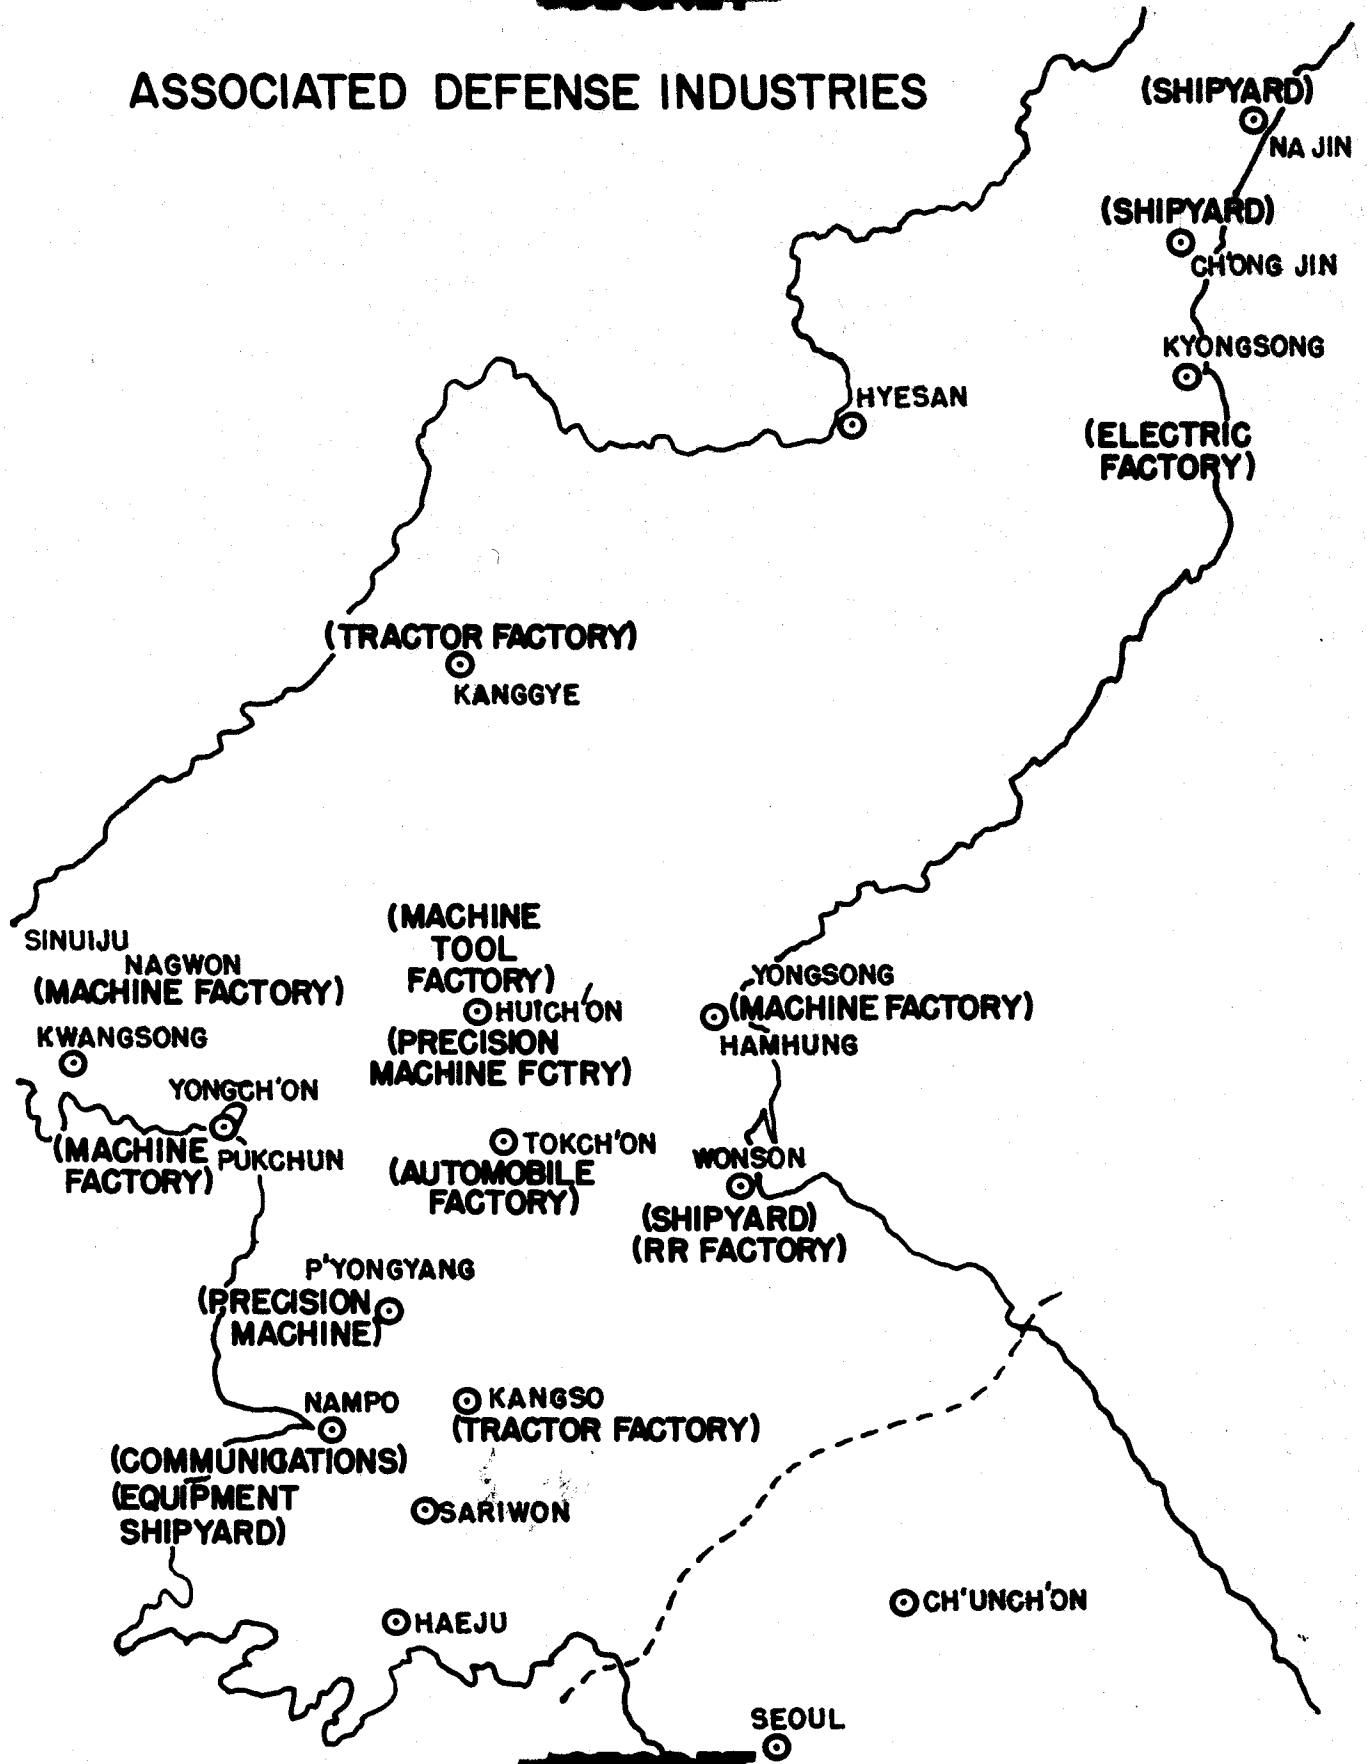 ASSOCIATED DEFENSE INDUSTRIES
(SHIPYARD)
NA JIN
(SHIPYARD)
CH'ONG JIN
KYONGSONG
(ELECTRIC
FACTORY)
HYESAN
(TRACTOR FACTORY)
KANGGYE
SINUIJU
NAGWON
(MACHINE FACTORY)
KWANGSONG
YONGCH'ON
(MACHINE
FACTORY)
PUKCHUN
(MACHINE
TOOL
FACTORY)
HUICH'ON
(PRECISION
MACHINE FCTRY)
TOKCH'ON
(AUTOMOBILE
FACTORY)
YONGSONG
(MACHINE FACTORY)
HAMHUNG
WONSON
(SHIPYARD)
(RR FACTORY)
P'YONGYANG
(PRECISION
MACHINE)
NAMPO
(COMMUNICATIONS)
(EQUIPMENT
SHIPYARD)
KANGSO
(TRACTOR FACTORY)
SARIWON
HAEJU
CH'UNCH'ON
SEOUL